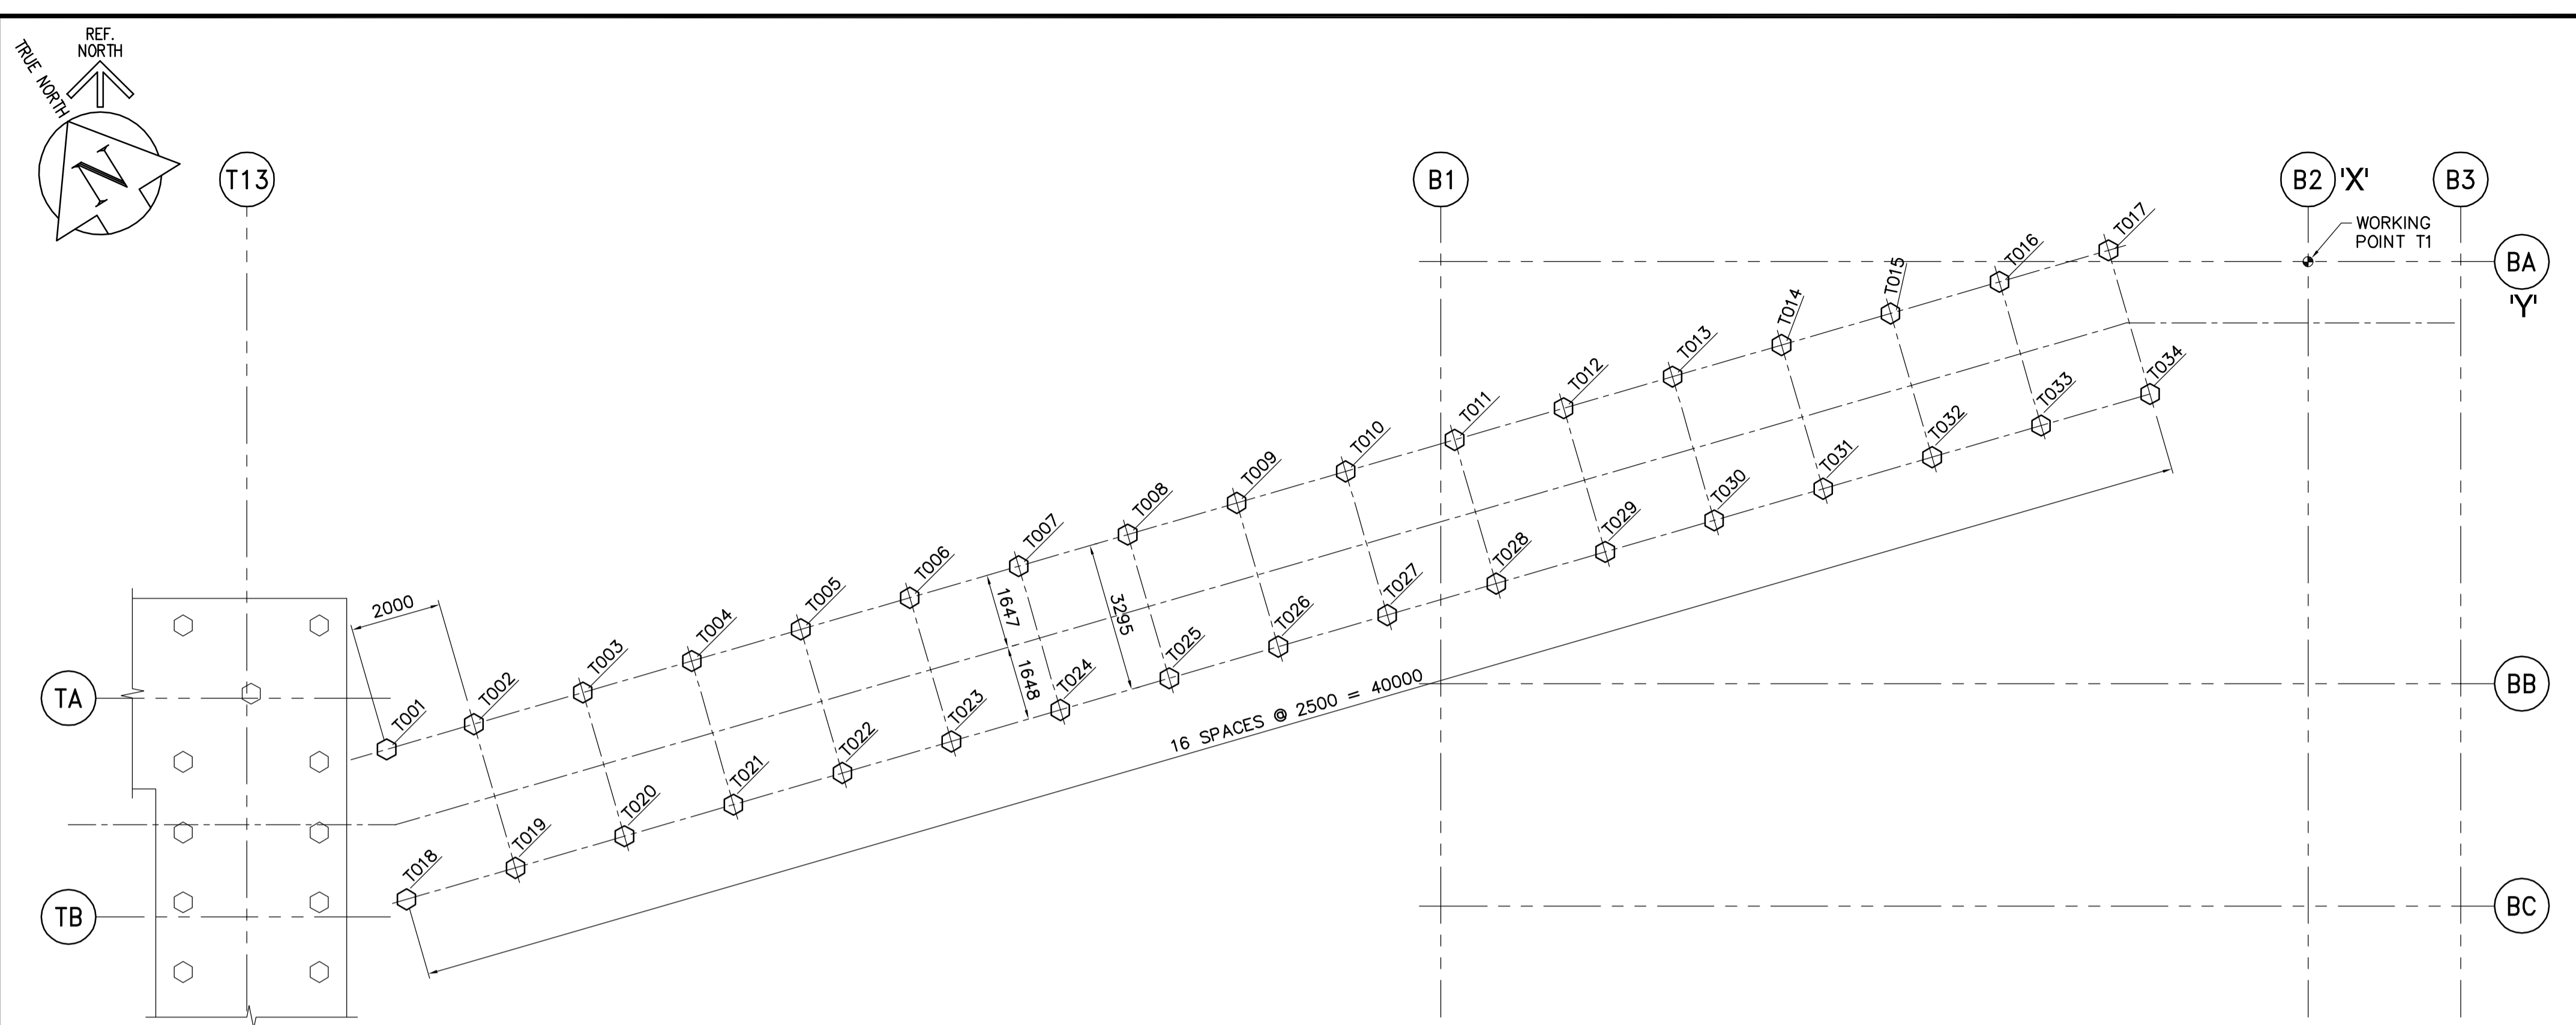 REF.
NORTH
TRUE NORTH
N
T13
B1
B2
'X'
B3
WORKING
POINT T1
BA
'Y'
T017
T016
T015
T014
T013
T012
T011
T010
T009
T008
T007
T006
T005
T004
T003
T002
T001
T034
T033
T032
T031
T030
T029
T028
T027
T026
T025
T024
T023
T022
T021
T020
T019
T018
2000
1647
1648
3295
16 SPACES @ 2500 = 40000
TA
TB
BB
BC